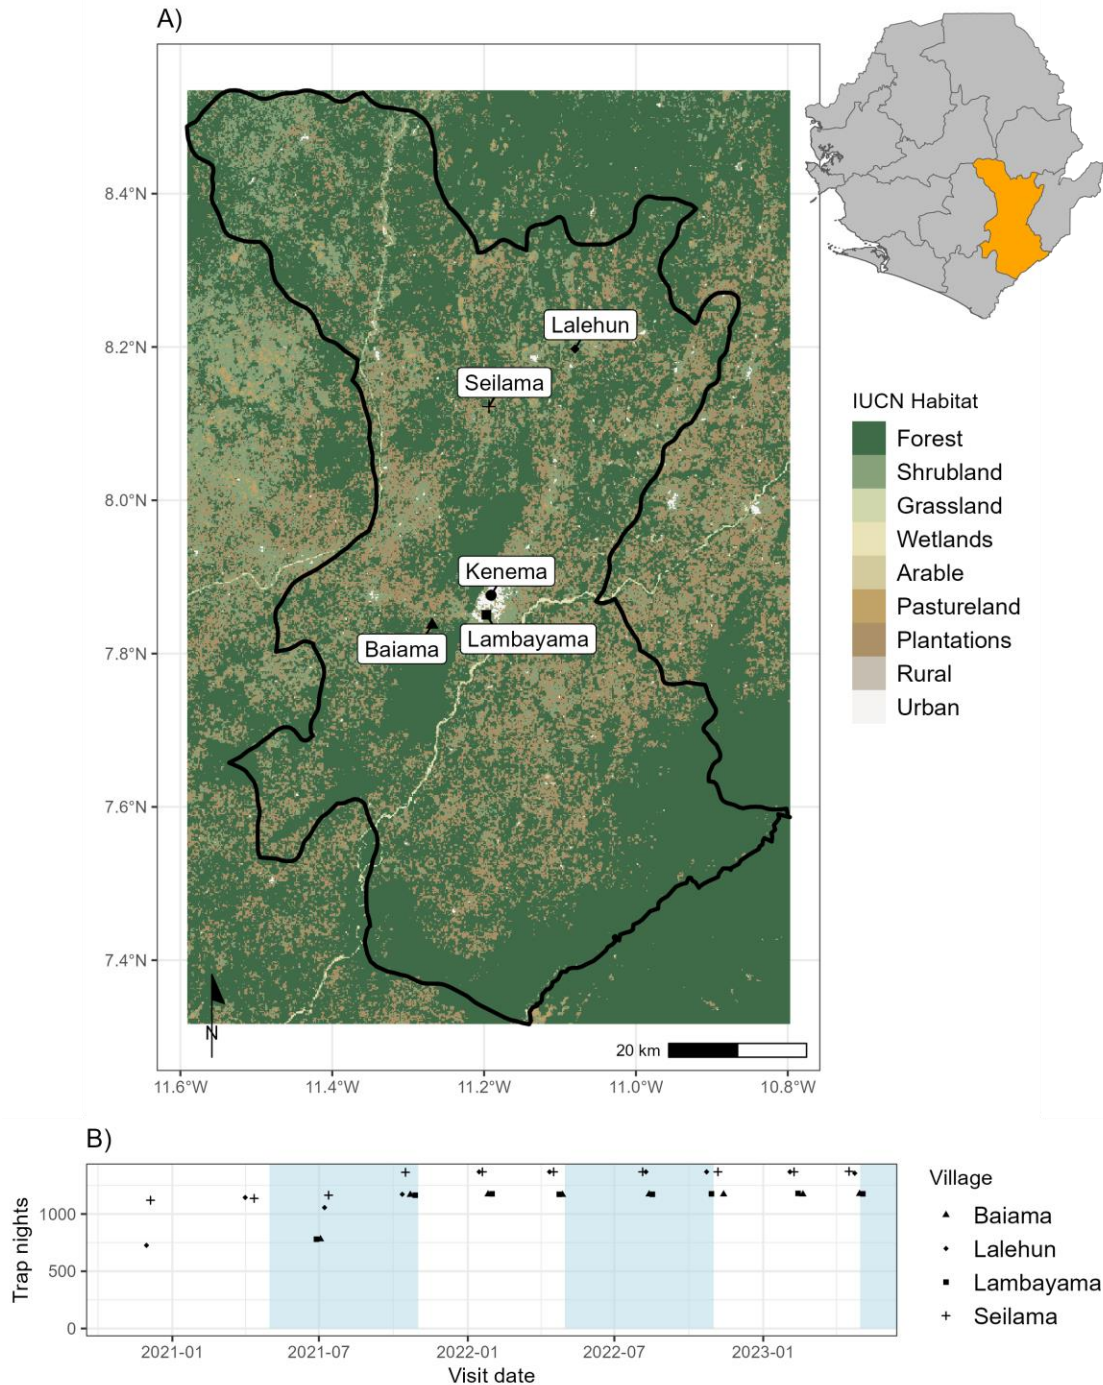 A)
8.4°N
8.2°N
8.0°N
7.8°N
7.6°N
7.4°N
Lalehun
Seilama
Kenema
Baiama
Lambayama
N
20 km
11.6°W
11.4°W
11.2°W
11.0°W
10.8°W
IUCN Habitat
Forest
Shrubland
Grassland
Wetlands
Arable
Pastureland
Plantations
Rural
Urban
B)
Trap nights
1000
500
0
2021-01
2021-07
2022-01
2022-07
2023-01
Visit date
Village
Baiama
Lalehun
Lambayama
Seilama